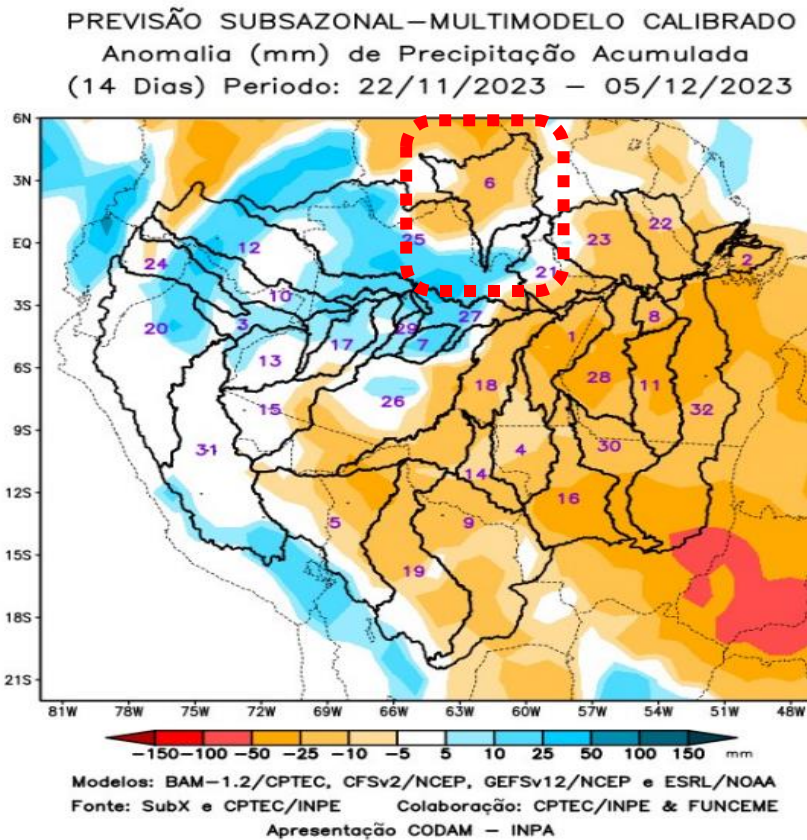 PREVISÃO SUBSAZONAL-MULTIMODELO CALIBRADO
Anomalia (mm) de Precipitação Acumulada
(14 Dias) Periodo: 22/11/2023 - 05/12/2023
6N
3N
EQ
3S
6S
9S
12S
15S
18S
21S
6
22
12
25
23
24
21
2
10
20
3
27
8
29
1
17
7
13
18
28
11
15
26
32
31
30
4
14
16
5
9
19
81W 78W 75W 72W 69W 66W 63W 60W 57W 54W 51W 48W
-150 -100 -50 -25 -10 -5 5 10 25 50 100 150 mm
Modelos: BAM-1.2/CPTEC, CFSv2/NCEP, GEFSv12/NCEP e ESRL/NOAA
Fonte: SubX e CPTEC/INPE Colaboração: CPTEC/INPE & FUNCEME
Apresentação CODAM - INPA